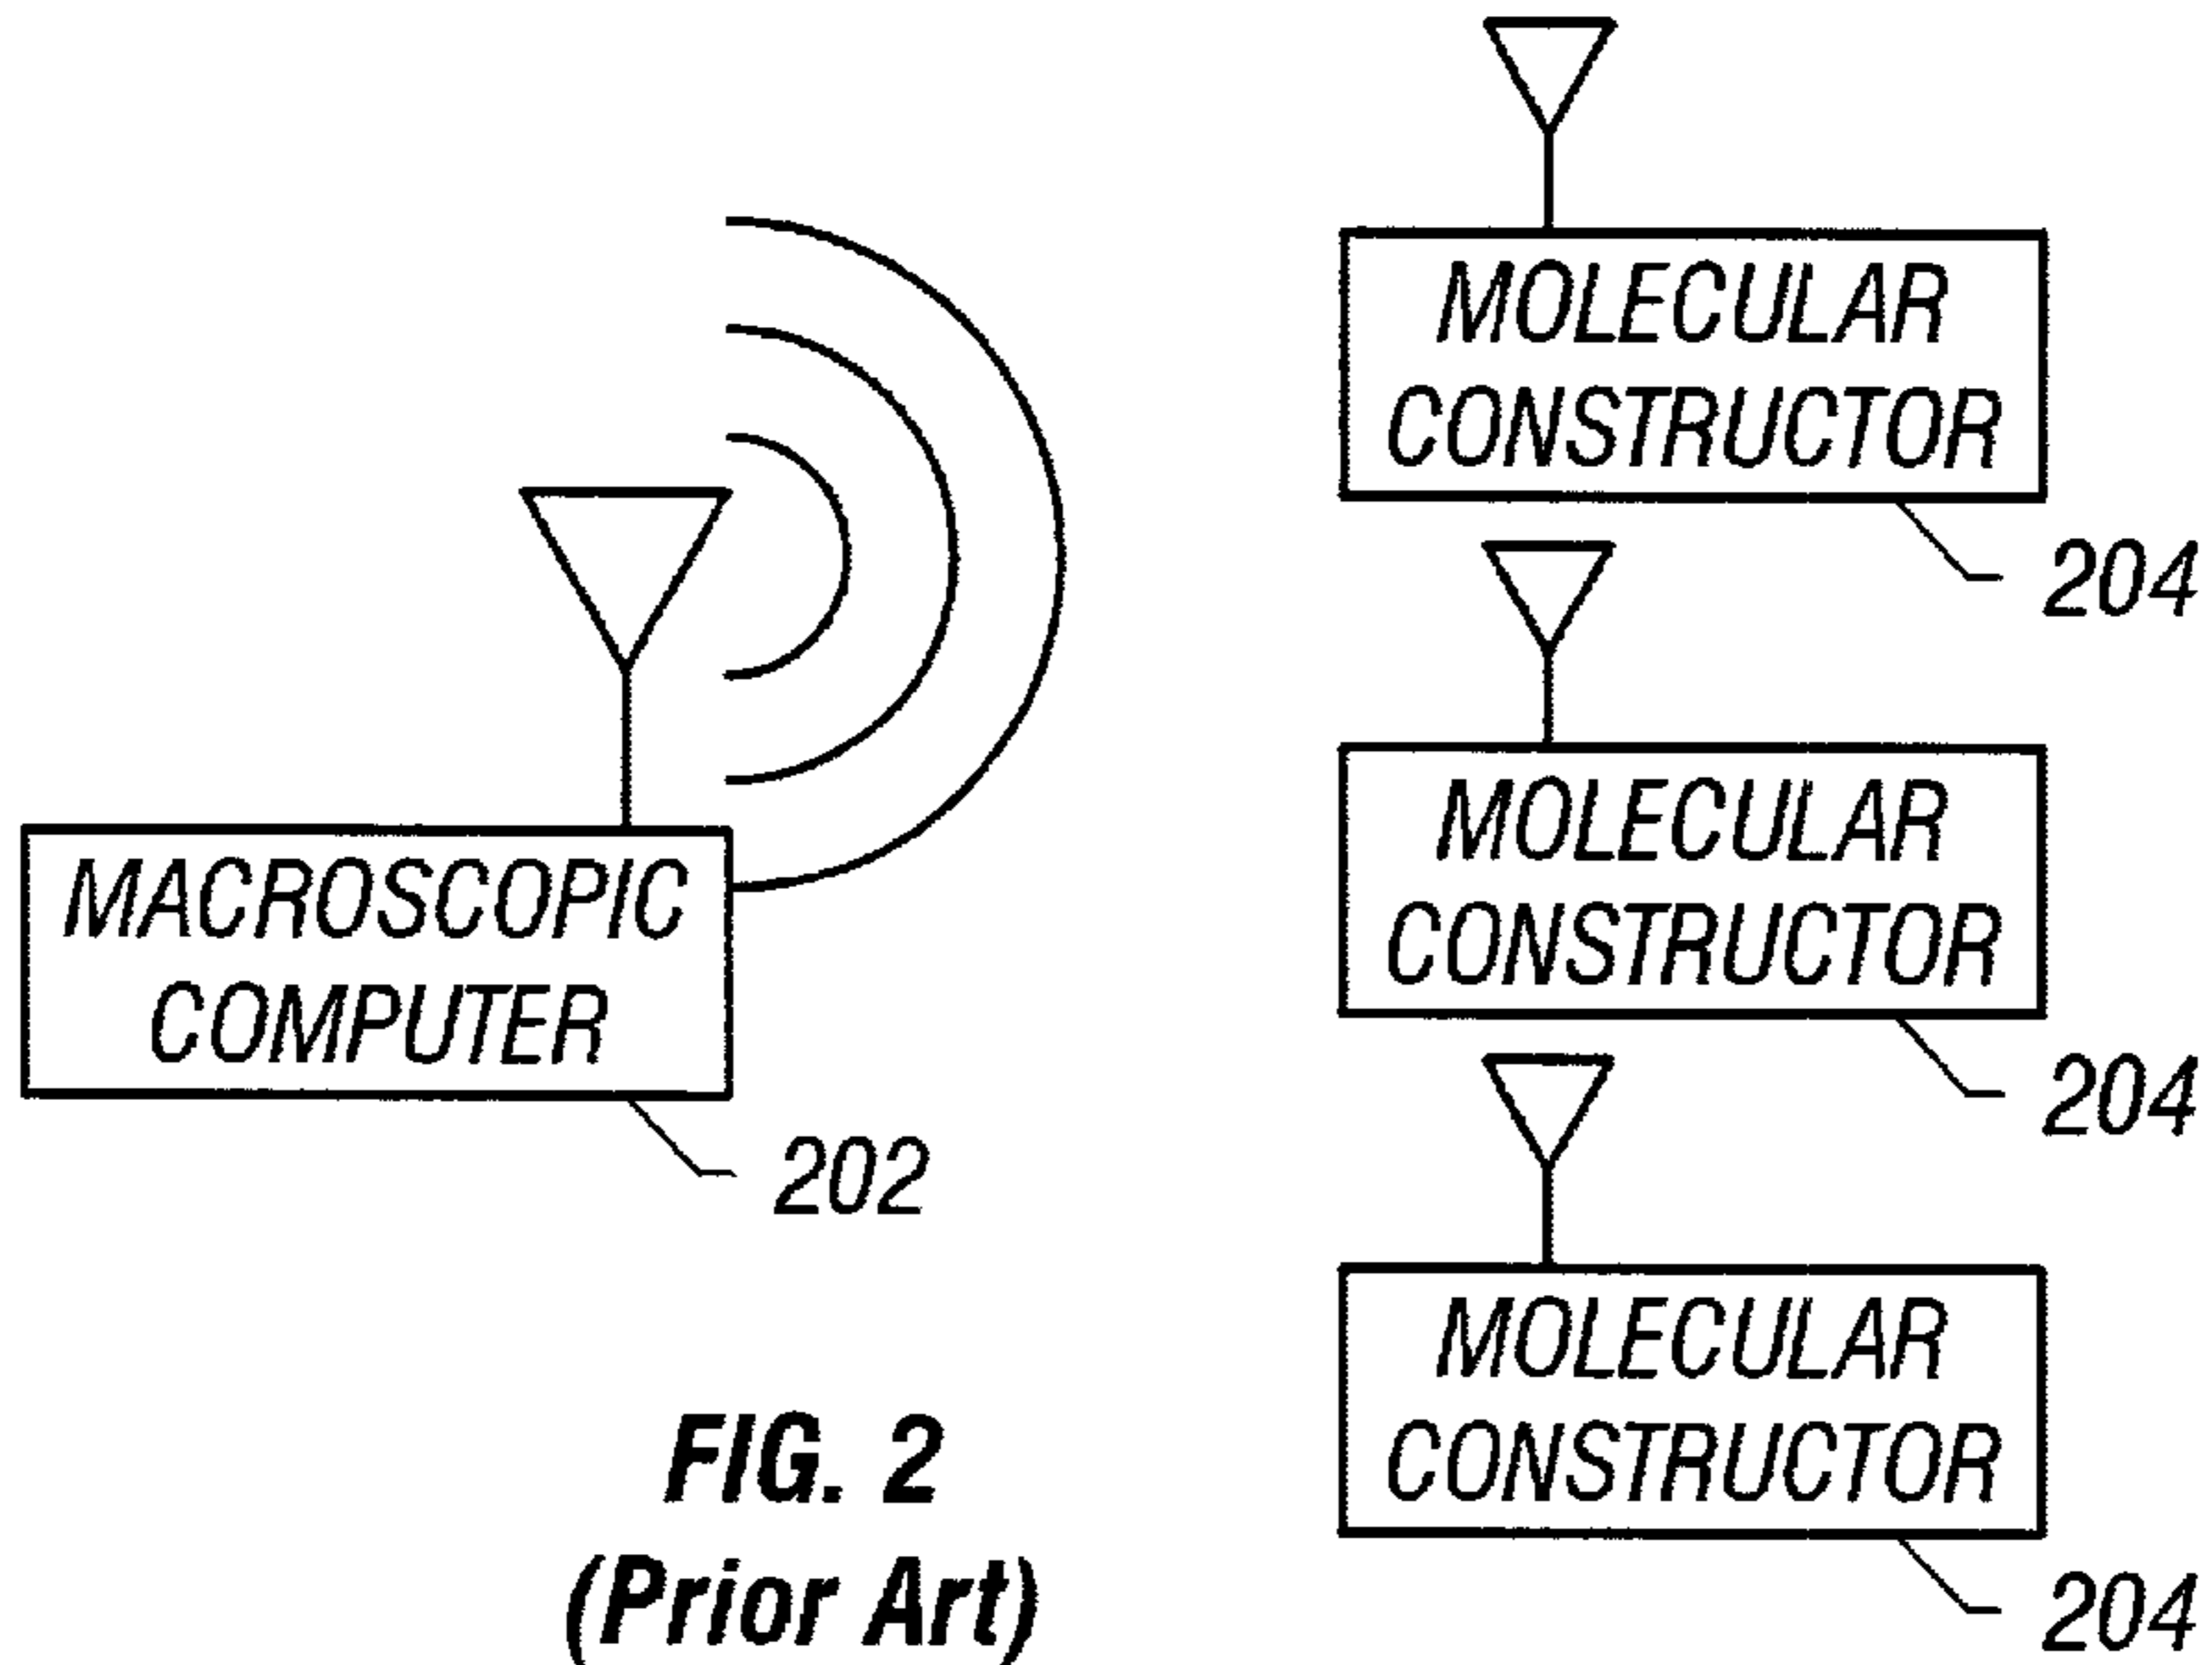 MOLECULAR
CONSTRUCTOR
204
MACROSCOPIC
COMPUTER
202
MOLECULAR
CONSTRUCTOR
204
MOLECULAR
CONSTRUCTOR
204
FIG. 2
(Prior Art)